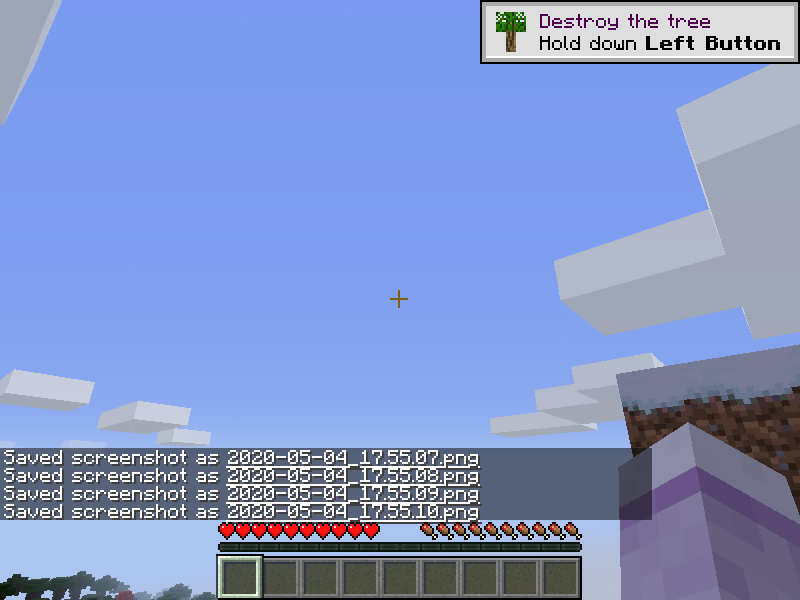 Destroy the tree
Hold down Left Button
Saved screenshot as 2020-05-04_17.55.07.png
Saved screenshot as 2020-05-04_17.55.08.png
Saved screenshot as 2020-05-04_17.55.09.png
Saved screenshot as 2020-05-04_17.55.10.png